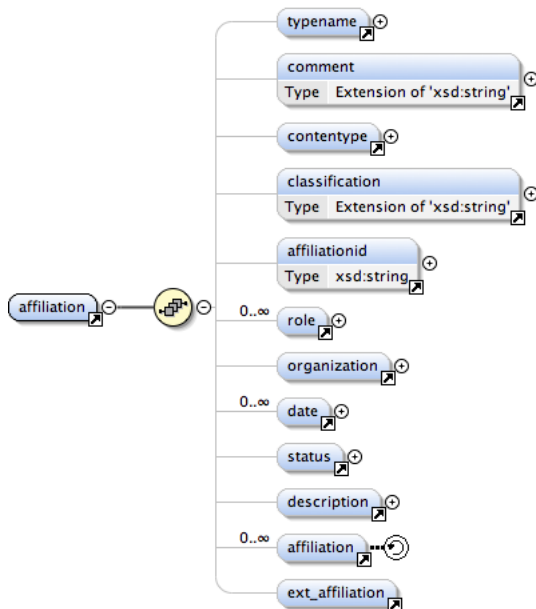 typename
comment
Type Extension of 'xsd:string'
contentype
classification
Type Extension of 'xsd:string'
affiliationid
Type xsd:string
affiliation
0..∞
role
organization
0..∞
date
status
description
0..∞
affiliation
ext_affiliation